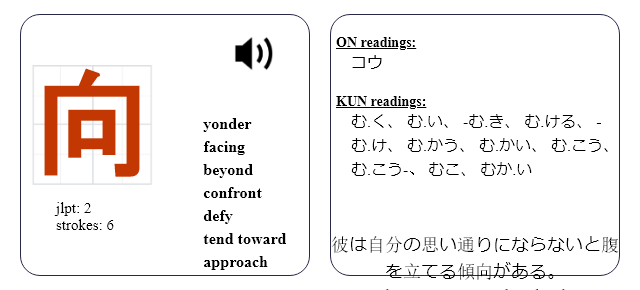 向
yonder
facing
beyond
confront
defy
tend toward
approach
jlpt: 2
strokes: 6
ON readings:
コウ
KUN readings:
む.く、 む.い、 -む.き、 む.ける、 -
む.け、 む.かう、 む.かい、 む.こう、
む.こう-、 むこ、 むか.い
彼は自分の思い通りにならないと腹
を立てる傾向がある。